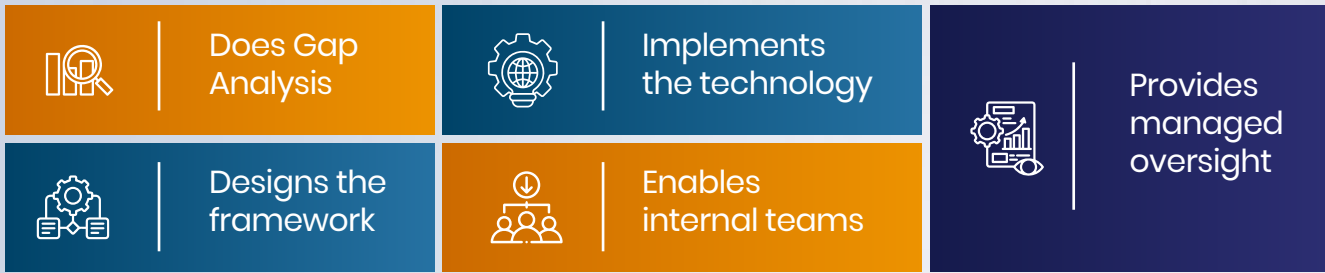 Does Gap
Analysis
Implements
the technology
Provides
managed
oversight
Designs the
framework
Enables
internal teams